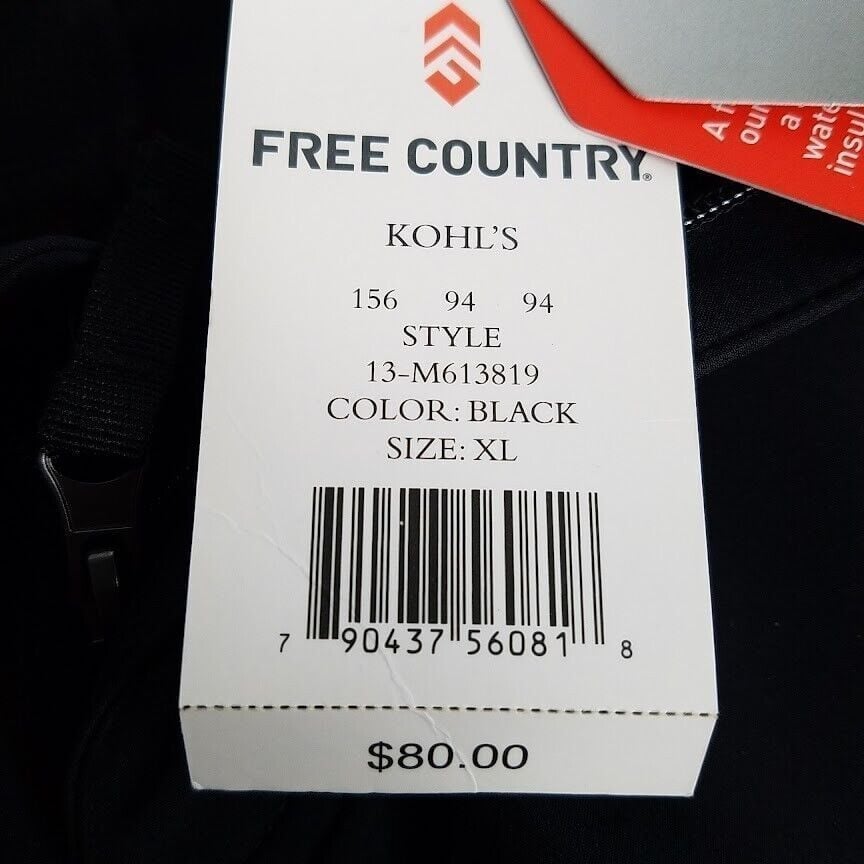 FREE COUNTRY®
KOHL'S
156 94 94
STYLE
13-M613819
COLOR: BLACK
SIZE: XL
7 90437 56081 8
$80.00
A
our
a